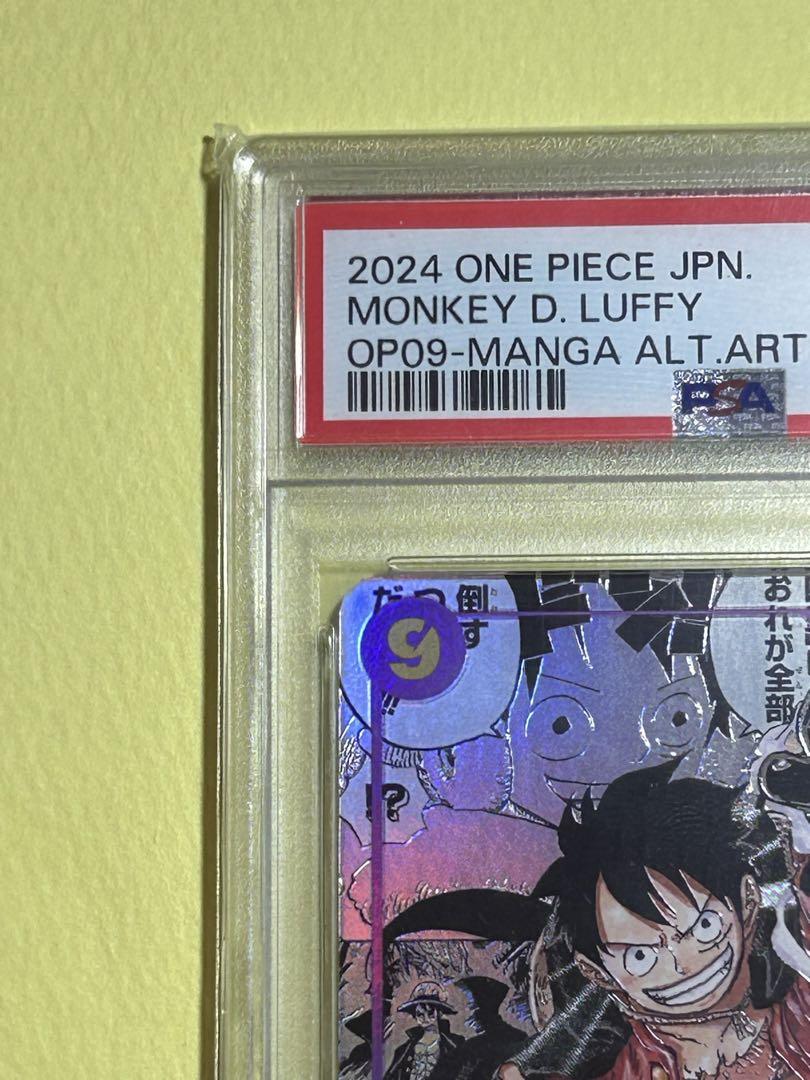 2024 ONE PIECE JPN.
MONKEY D. LUFFY
OP09-MANGA ALT.ART
PSA
9
倒す
!!
!?
おれが全部